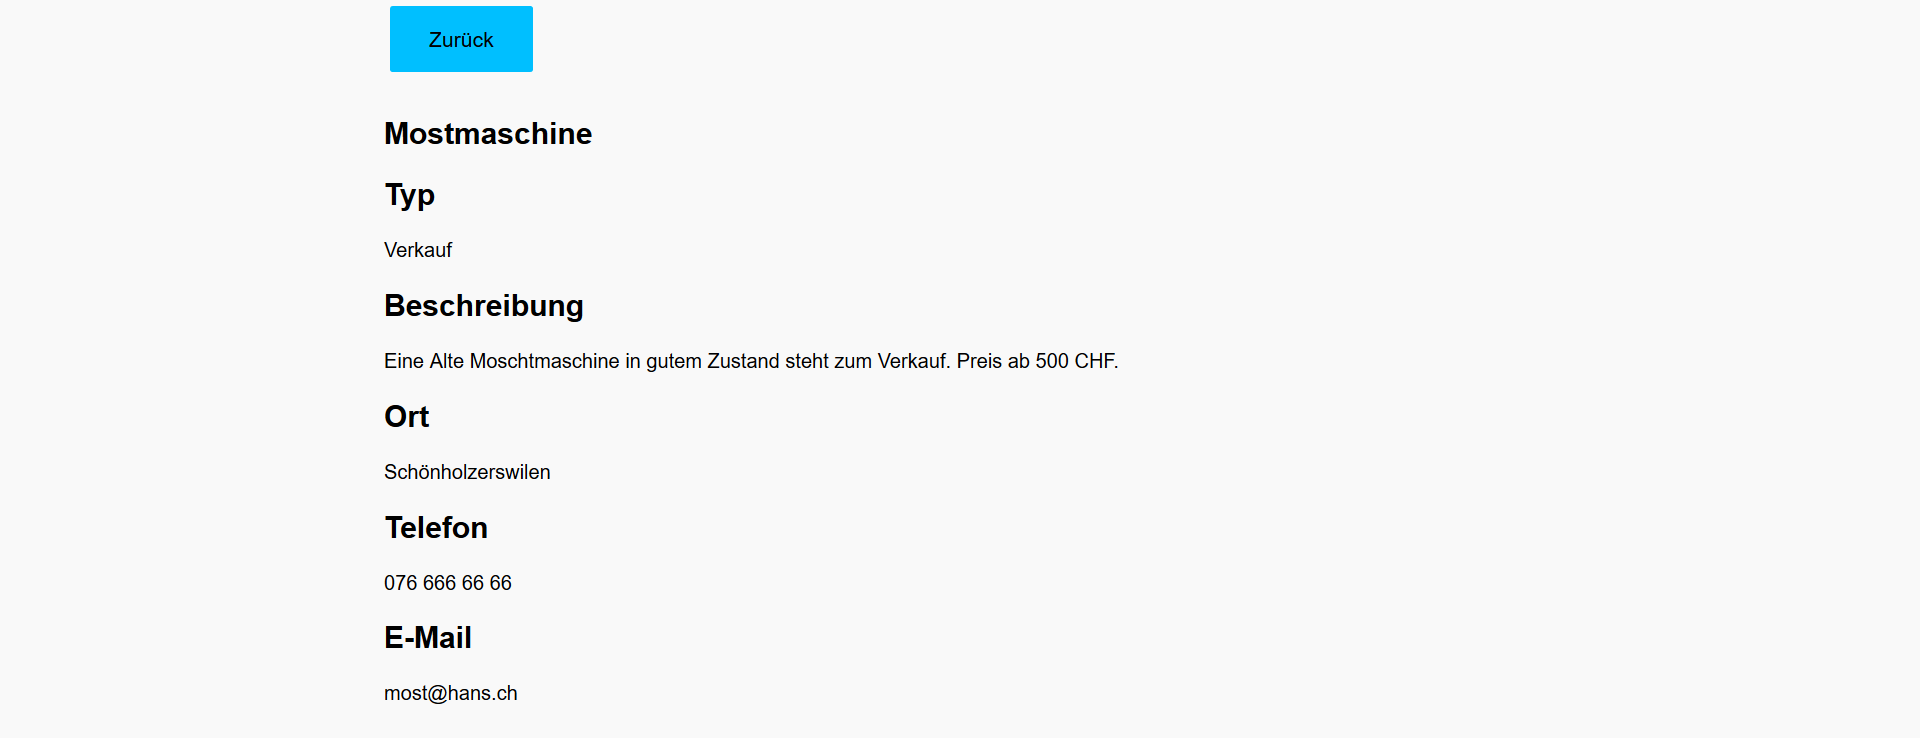 Zurück
Mostmaschine
Typ
Verkauf
Beschreibung
Eine Alte Moschtmaschine in gutem Zustand steht zum Verkauf. Preis ab 500 CHF.
Ort
Schönholzerswilen
Telefon
076 666 66 66
E-Mail
most@hans.ch